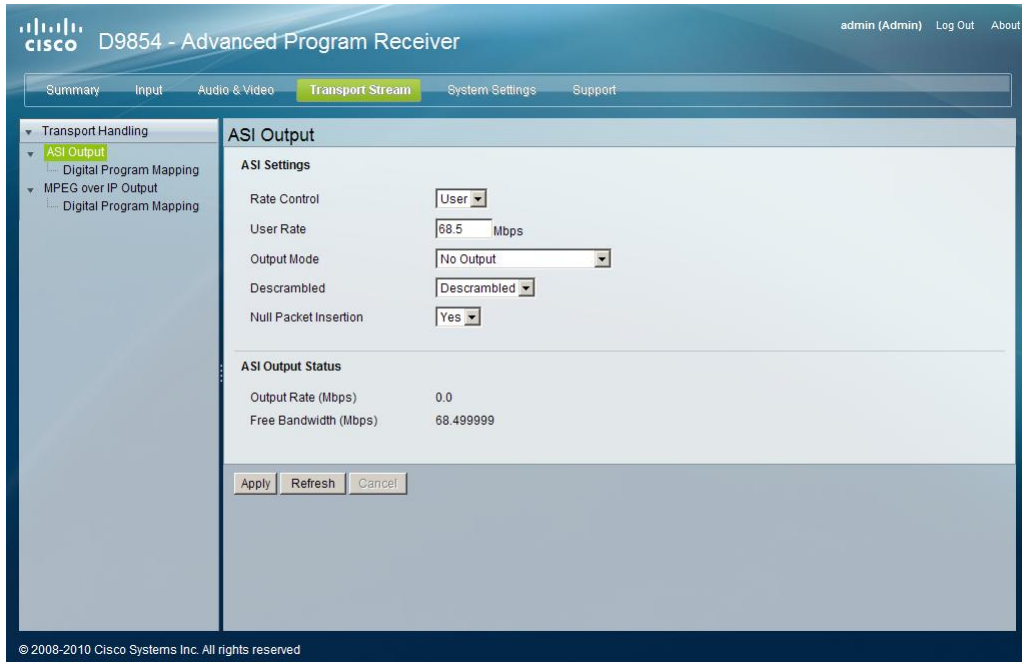 CISCO D9854 - Advanced Program Receiver
admin (Admin) Log Out About
Summary Input Audio & Video Transport Stream System Settings Support
Transport Handling
ASI Output
Digital Program Mapping
MPEG over IP Output
Digital Program Mapping
ASI Output
ASI Settings
Rate Control User
User Rate 68.5 Mbps
Output Mode No Output
Descrambled Descrambled
Null Packet Insertion Yes
ASI Output Status
Output Rate (Mbps) 0.0
Free Bandwidth (Mbps) 68.499999
Apply Refresh Cancel
© 2008-2010 Cisco Systems Inc. All rights reserved